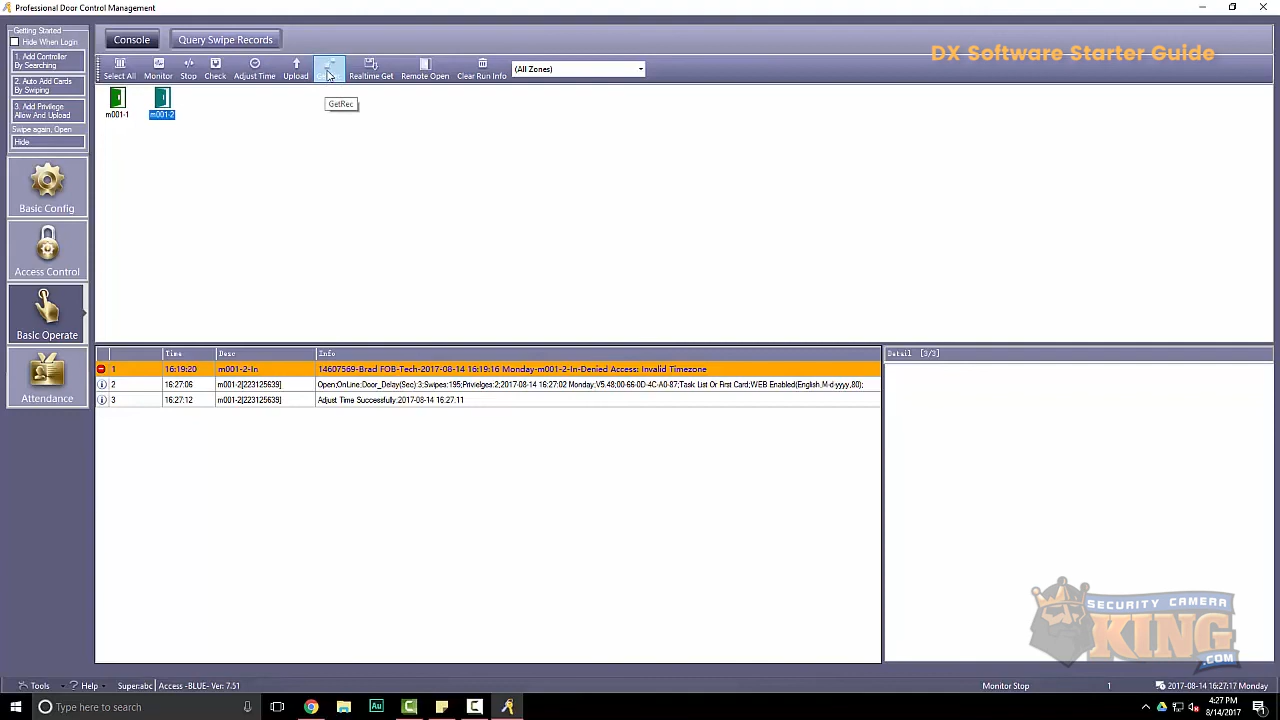 Professional Door Control Management
Getting Started
Hide When Login
1. Add Controller
By Searching
2. Auto Add Cards
By Swiping
3. Add Privilege
Allow And Upload
Swipe again, Open
Hide
Basic Config
Access Control
Basic Operate
Attendance
Console
Query Swipe Records
DX Software Starter Guide
Select All
Monitor
Stop
Check
Adjust Time
Upload
Realtime Get
Remote Open
Clear Run Info
(All Zones)
GetRec
m001-1
m001-2
Time Desc Info
1 16:19:20 m001-2-In 14607569-Brad FOB-Tech-2017-08-14 16:19:16 Monday-m001-2-In-Denied Access: Invalid Timezone
2 16:27:06 m001-2[223125639] Open;OnLine;Door_Delay(Sec) 3;Swipes:195;Privielges:2;2017-08-14 16:27:02 Monday;V5.48;00-66-0D-4C-A0-87;Task List Or First Card;WEB Enabled(English,M-d-yyyy,80);
3 16:27:12 m001-2[223125639] Adjust Time Successfully:2017-08-14 16:27:11
Detail [3/3]
SECURITY CAMERA
KING
.COM
Tools
Help
Super:abc
Access -BLUE- Ver: 7.51
Monitor Stop
1
2017-08-14 16:27:17 Monday
Type here to search
Au
4:27 PM
8/14/2017